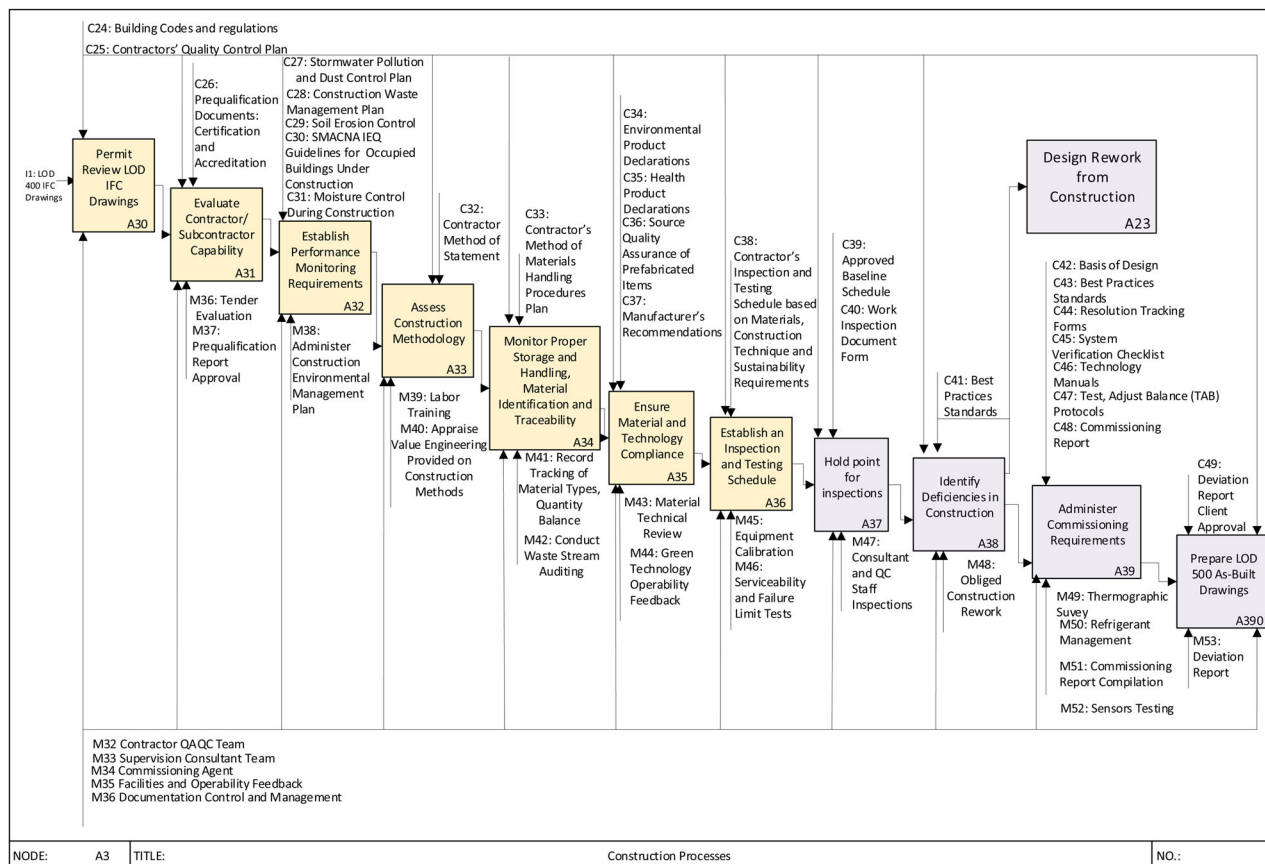 C24: Building Codes and regulations
C25: Contractors' Quality Control Plan
C26:
Prequalification
Documents:
Certification
and
Accreditation
C27: Stormwater Pollution
and Dust Control Plan
C28: Construction Waste
Management Plan
C29: Soil Erosion Control
C30: SMACNA IEQ
Guidelines for Occupied
Buildings Under
Construction
C31: Moisture Control
During Construction
C32:
Contractor
Method of
Statement
C33:
Contractor's
Method of
Materials
Handling
Procedures
Plan
C34:
Environmental
Product
Declarations
C35: Health
Product
Declarations
C36: Source
Quality
Assurance of
Prefabricated
Items
C37:
Manufacturer's
Recommendations
C38:
Contractor's
Inspection and
Testing
Schedule based
on Materials,
Construction
Technique and
Sustainability
Requirements
C39:
Approved
Baseline
Schedule
C40: Work
Inspection
Document
Form
C41: Best
Practices
Standards
C42: Basis of Design
C43: Best Practices
Standards
C44: Resolution Tracking
Forms
C45: System
Verification Checklist
C46: Technology
Manuals
C47: Test, Adjust Balance (TAB)
Protocols
C48: Commissioning
Report
C49:
Deviation
Report
Client
Approval
I1: LOD
400 IFC
Drawings
Permit
Review LOD
IFC
Drawings
A30
Evaluate
Contractor/
Subcontractor
Capability
A31
Establish
Performance
Monitoring
Requirements
A32
Assess
Construction
Methodology
A33
Monitor Proper
Storage and
Handling,
Material
Identification and
Traceability
A34
Ensure
Material and
Technology
Compliance
A35
Establish an
Inspection
and Testing
Schedule
A36
Hold point
for
inspections
A37
Identify
Deficiencies in
Construction
A38
Design Rework
from
Construction
A23
Administer
Commissioning
Requirements
A39
Prepare LOD
500 As-Built
Drawings
A390
M36: Tender
Evaluation
M37:
Prequalification
Report
Approval
M38:
Administer
Construction
Environmental
Management
Plan
M39: Labor
Training
M40: Appraise
Value Engineering
Provided on
Construction
Methods
M41: Record
Tracking of
Material Types,
Quantity
Balance
M42: Conduct
Waste Stream
Auditing
M43: Material
Technical
Review
M44: Green
Technology
Operability
Feedback
M45:
Equipment
Calibration
M46:
Serviceability
and Failure
Limit Tests
M47:
Consultant
and QC
Staff
Inspections
M48:
Obliged
Construction
Rework
M49: Thermographic
Suvey
M50: Refrigerant
Management
M51: Commissioning
Report Compilation
M52: Sensors Testing
M53:
Deviation
Report
M32 Contractor QAQC Team
M33 Supervision Consultant Team
M34 Commissioning Agent
M35 Facilities and Operability Feedback
M36 Documentation Control and Management
NODE: A3 TITLE: Construction Processes NO.: